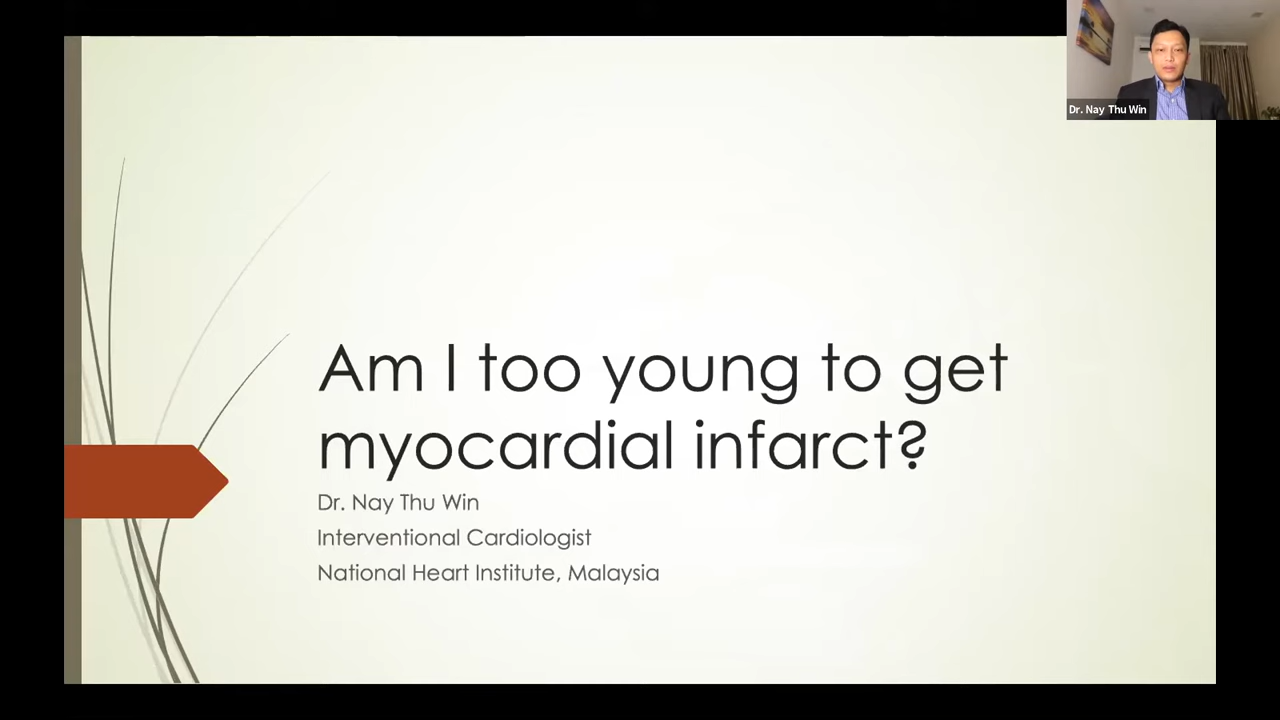 Dr. Nay Thu Win
Am I too young to get
myocardial infarct?
Dr. Nay Thu Win
Interventional Cardiologist
National Heart Institute, Malaysia